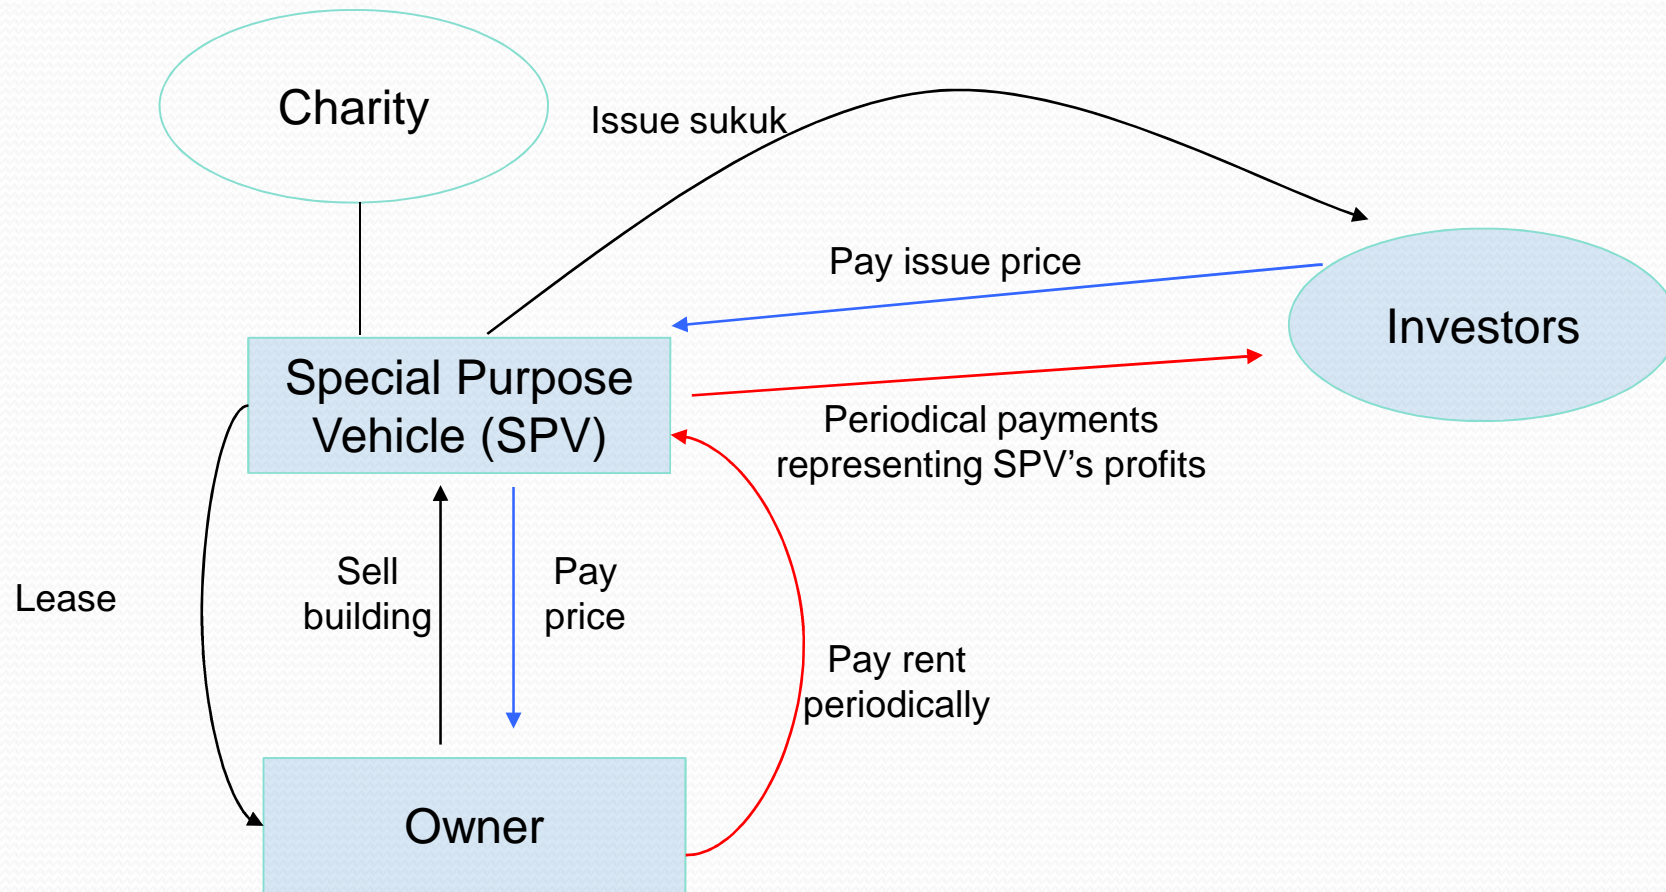 Charity
Issue sukuk
Pay issue price
Investors
Special Purpose
Vehicle (SPV)
Periodical payments
representing SPV's profits
Lease
Sell
building
Pay
price
Pay rent
periodically
Owner